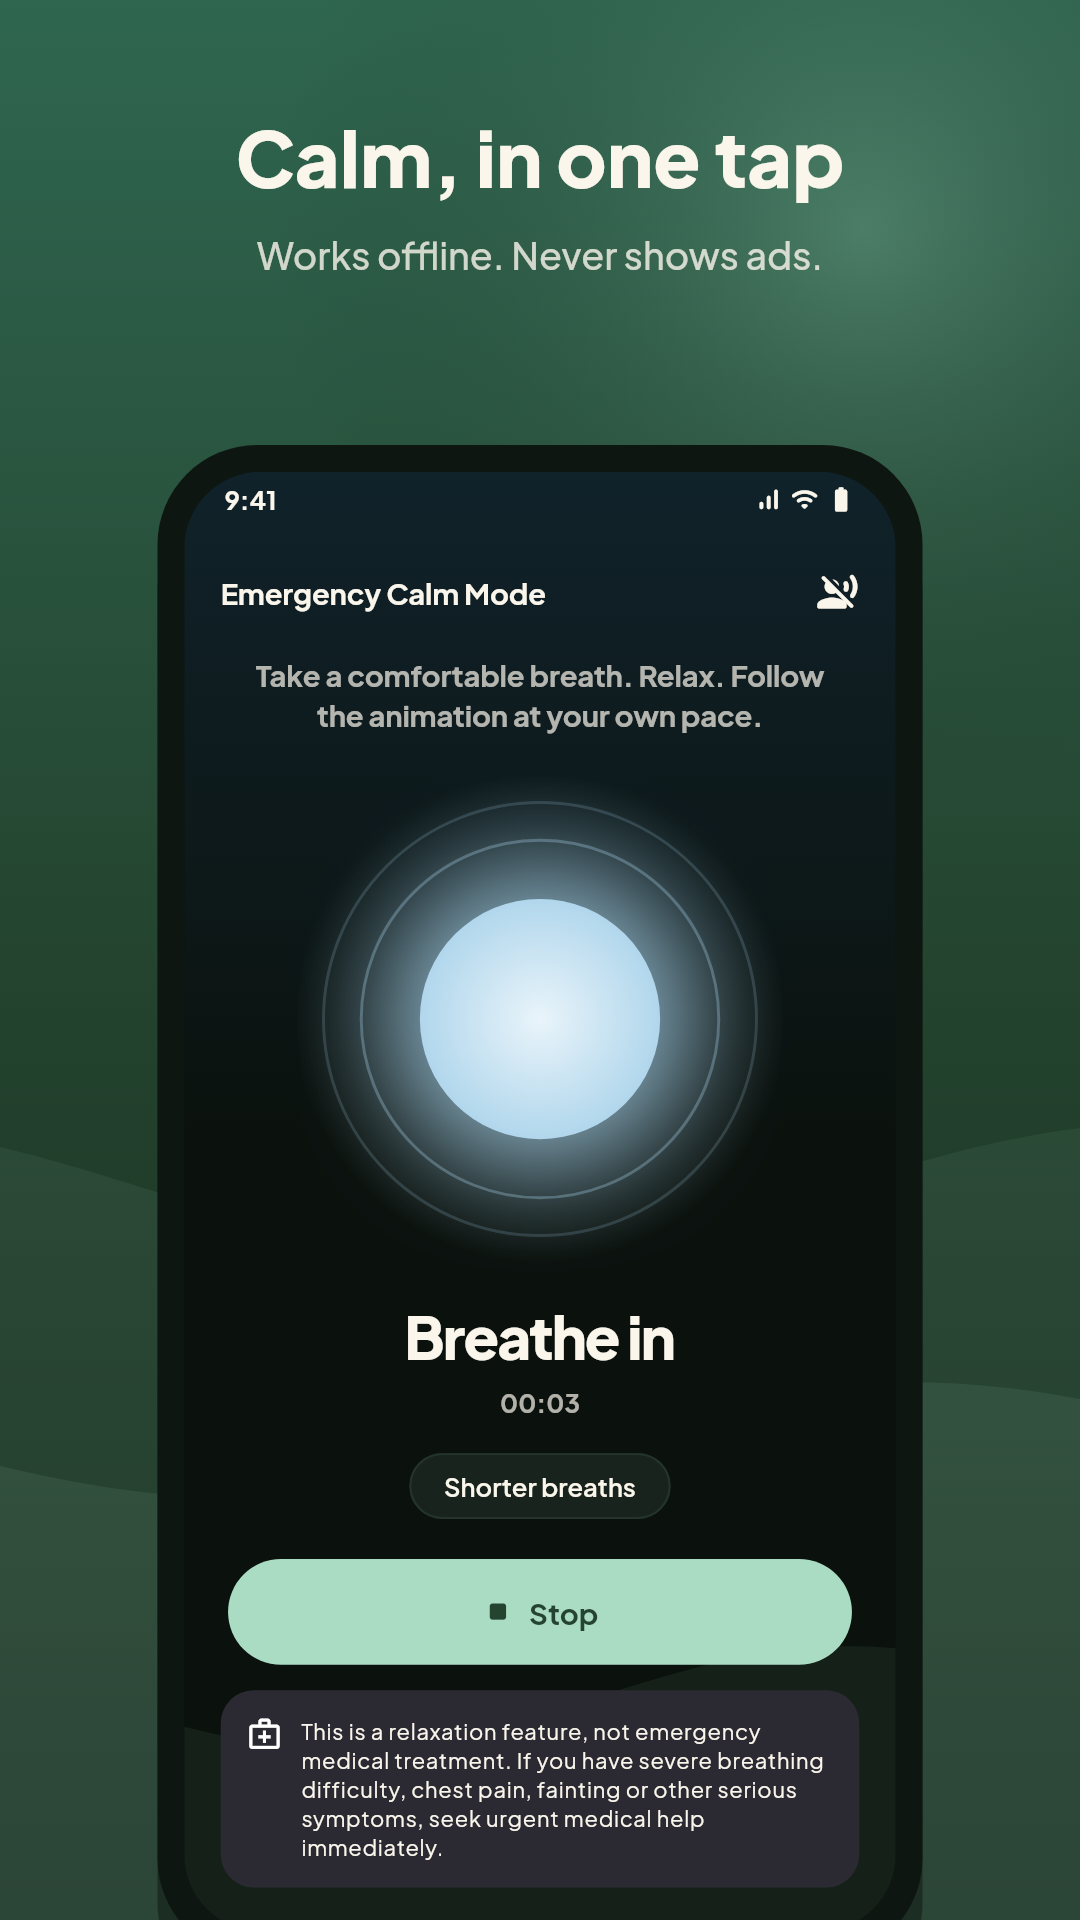 Calm, in one tap
Works offline. Never shows ads.
9:41
Emergency Calm Mode
Take a comfortable breath. Relax. Follow
the animation at your own pace.
Breathe in
00:03
Shorter breaths
Stop
This is a relaxation feature, not emergency
medical treatment. If you have severe breathing
difficulty, chest pain, fainting or other serious
symptoms, seek urgent medical help
immediately.